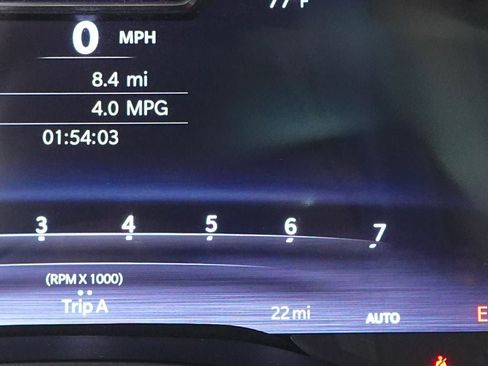 77°F
0 MPH
8.4 mi
4.0 MPG
01:54:03
3 4 5 6 7
(RPM X 1000)
Trip A
22 mi
AUTO
E